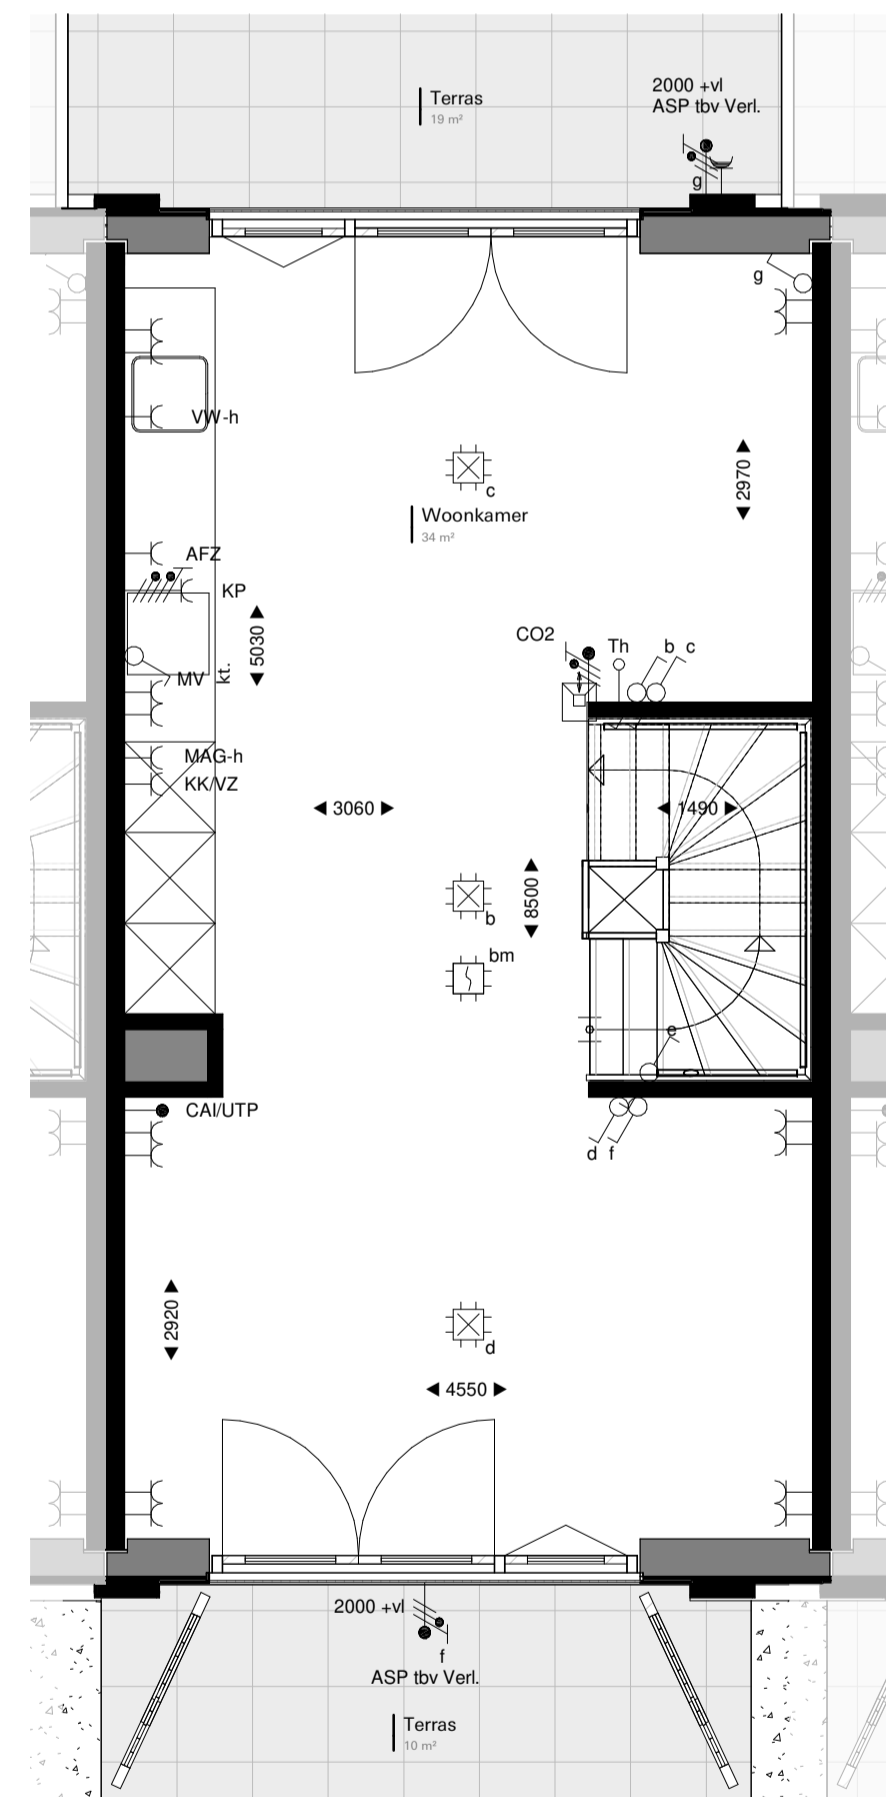 2000 +vl
ASP tbv Verl.
Terras
19 m²
g
g
VW-h
2970
c
Woonkamer
34 m²
AFZ
KP
5030
kt.
MV
CO2
Th
b
c
MAG-h
KK/VZ
3060
1490
8500
b
bm
e
CAI/UTP
d
f
2920
d
4550
2000 +vl
f
ASP tbv Verl.
Terras
10 m²